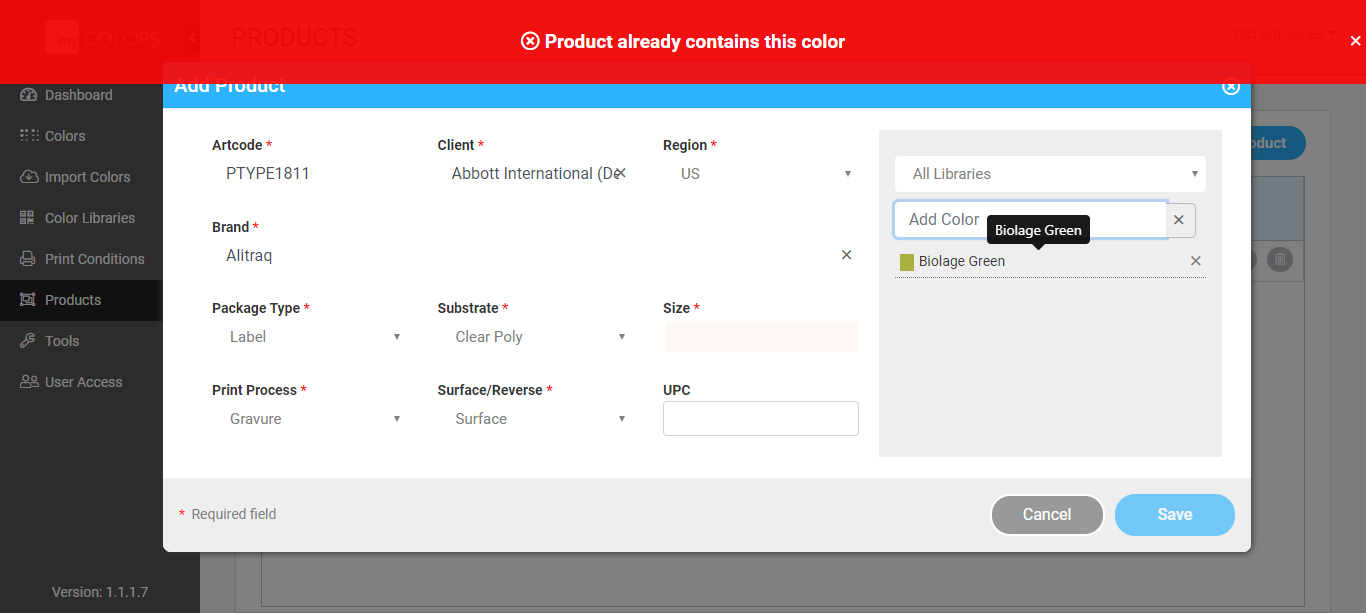 Product already contains this color
my COLORS
PRODUCTS
Richard Jones
Add Product
Dashboard
Colors
Import Colors
Color Libraries
Print Conditions
Products
Tools
User Access
Version: 1.1.1.7
Artcode *
PTYPE1811
Client *
Abbott International (De
Region *
US
Brand *
Alitraq
Package Type *
Label
Substrate *
Clear Poly
Size *
Print Process *
Gravure
Surface/Reverse *
Surface
UPC
All Libraries
Add Color
Biolage Green
Biolage Green
* Required field
Cancel
Save
oduct